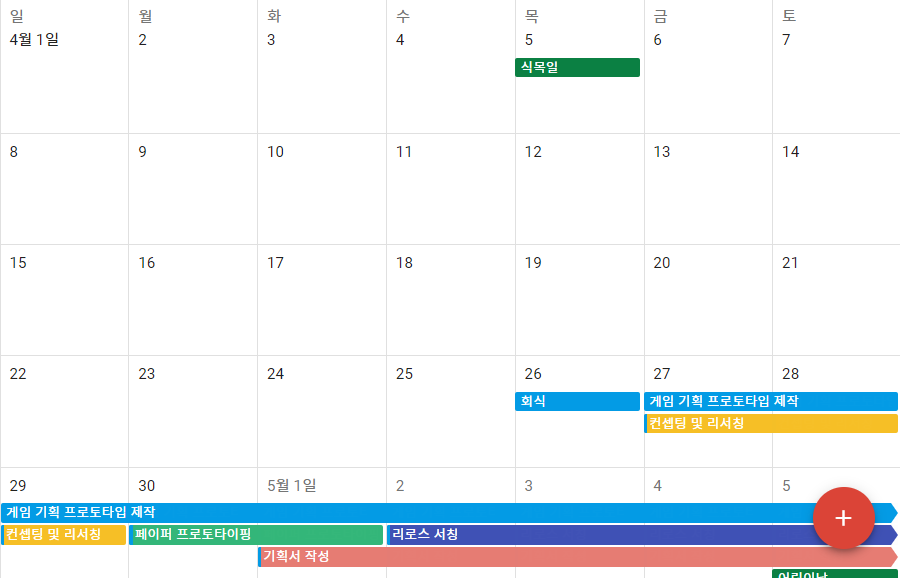 일 월 화 수 목 금 토
4월 1일 2 3 4 5 6 7
식목일
8 9 10 11 12 13 14
15 16 17 18 19 20 21
22 23 24 25 26 27 28
회식 게임 기획 프로토타입 제작
컨셉팅 및 리서칭
29 30 5월 1일 2 3 4 5
게임 기획 프로토타입 제작
컨셉팅 및 리서칭 페이퍼 프로토타이핑 리로스 서칭
기획서 작성
어린이날